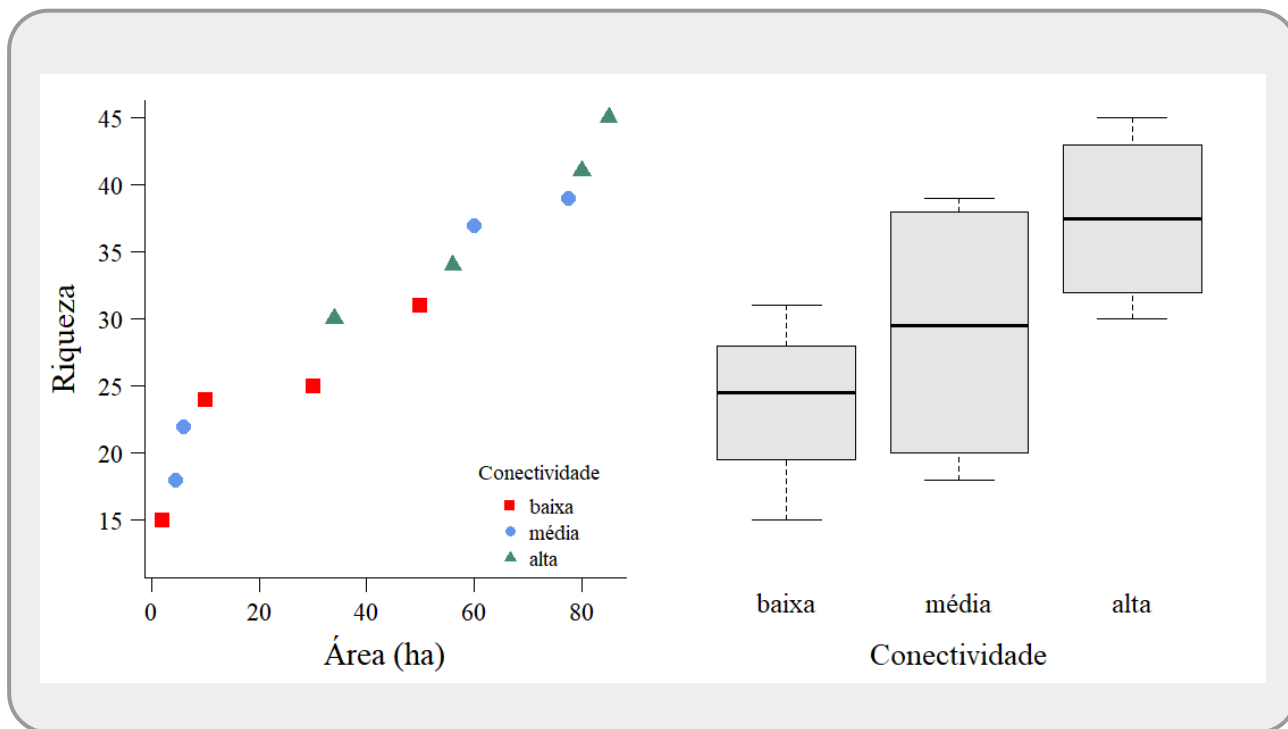 45
40
35
30
25
20
15
Riqueza
Conectividade
baixa
média
alta
0 20 40 60 80
Área (ha)
baixa média alta
Conectividade